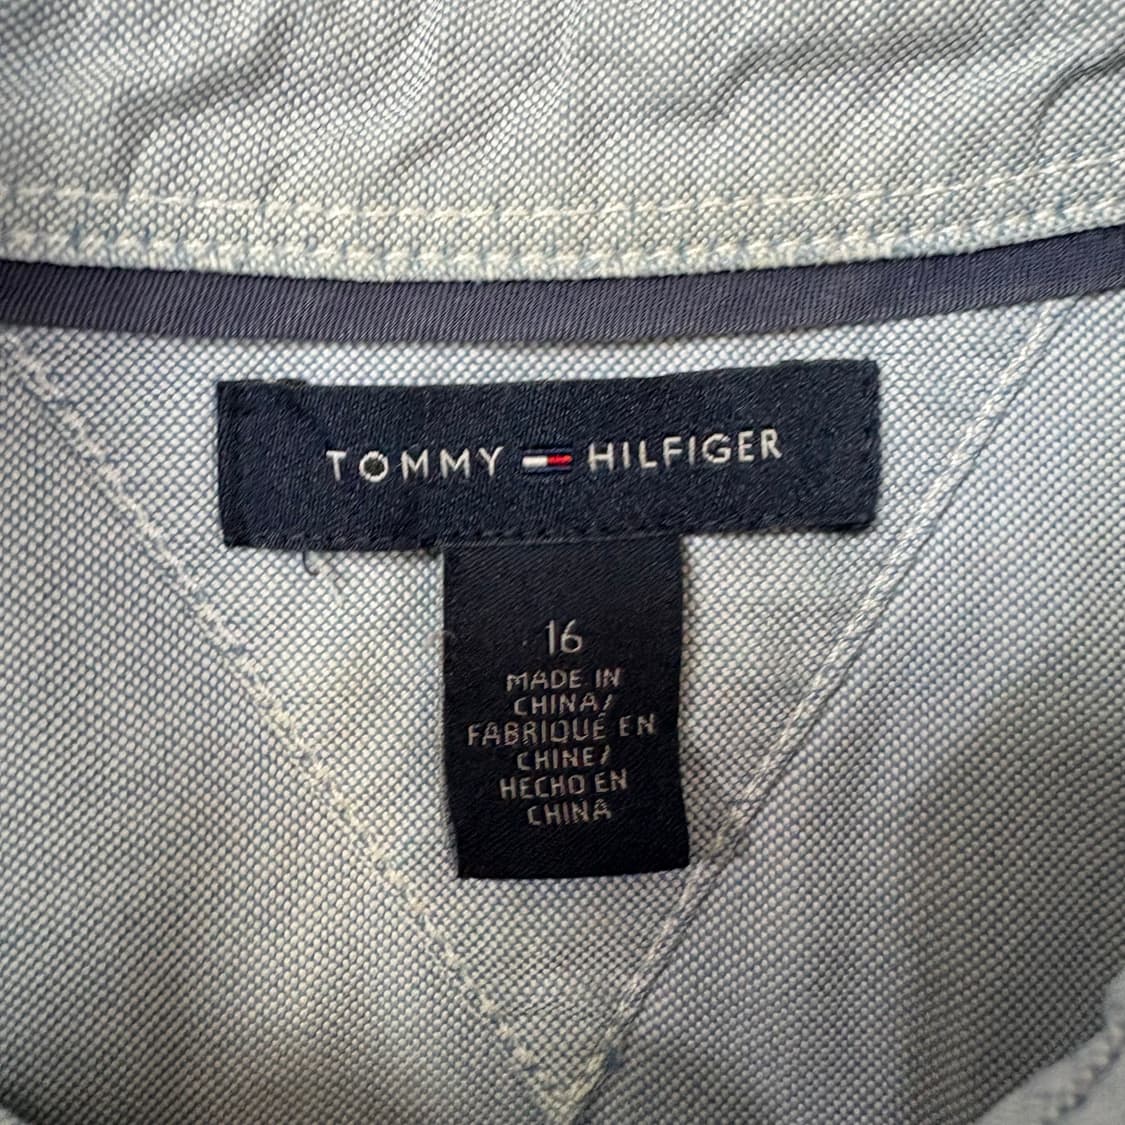 TOMMY HILFIGER
16
MADE IN
CHINA/
FABRIQUÉ EN
CHINE/
HECHO EN
CHINA